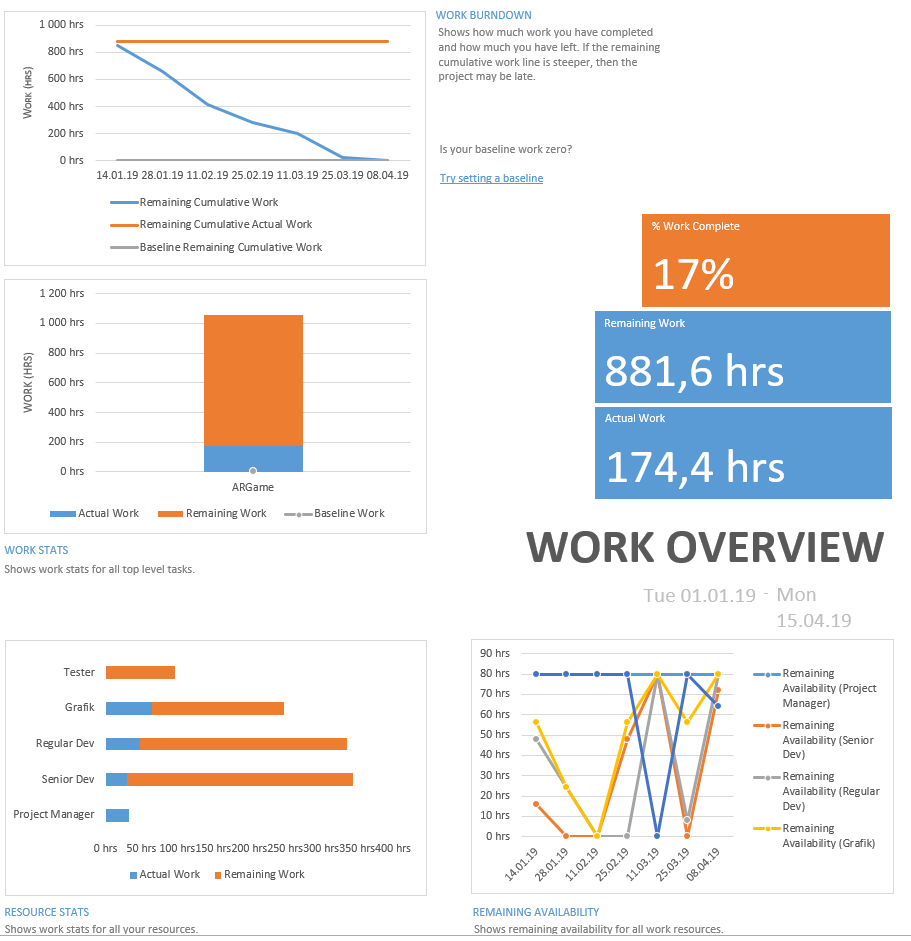 1 000 hrs
800 hrs
600 hrs
400 hrs
200 hrs
0 hrs
WORK (HRS)
14.01.19 28.01.19 11.02.19 25.02.19 11.03.19 25.03.19 08.04.19
Remaining Cumulative Work
Remaining Cumulative Actual Work
Baseline Remaining Cumulative Work
WORK BURNDOWN
Shows how much work you have completed
and how much you have left. If the remaining
cumulative work line is steeper, then the
project may be late.
Is your baseline work zero?
Try setting a baseline
% Work Complete
17%
Remaining Work
881,6 hrs
Actual Work
174,4 hrs
1 200 hrs
1 000 hrs
800 hrs
600 hrs
400 hrs
200 hrs
0 hrs
WORK (HRS)
ARGame
Actual Work Remaining Work Baseline Work
WORK STATS
Shows work stats for all top level tasks.
WORK OVERVIEW
Tue 01.01.19 - Mon
15.04.19
Tester
Grafik
Regular Dev
Senior Dev
Project Manager
0 hrs 50 hrs 100 hrs 150 hrs 200 hrs 250 hrs 300 hrs 350 hrs 400 hrs
Actual Work Remaining Work
RESOURCE STATS
Shows work stats for all your resources.
90 hrs
80 hrs
70 hrs
60 hrs
50 hrs
40 hrs
30 hrs
20 hrs
10 hrs
0 hrs
14.01.19 28.01.19 11.02.19 25.02.19 11.03.19 25.03.19 08.04.19
Remaining
Availability (Project
Manager)
Remaining
Availability (Senior
Dev)
Remaining
Availability (Regular
Dev)
Remaining
Availability (Grafik)
REMAINING AVAILABILITY
Shows remaining availability for all work resources.